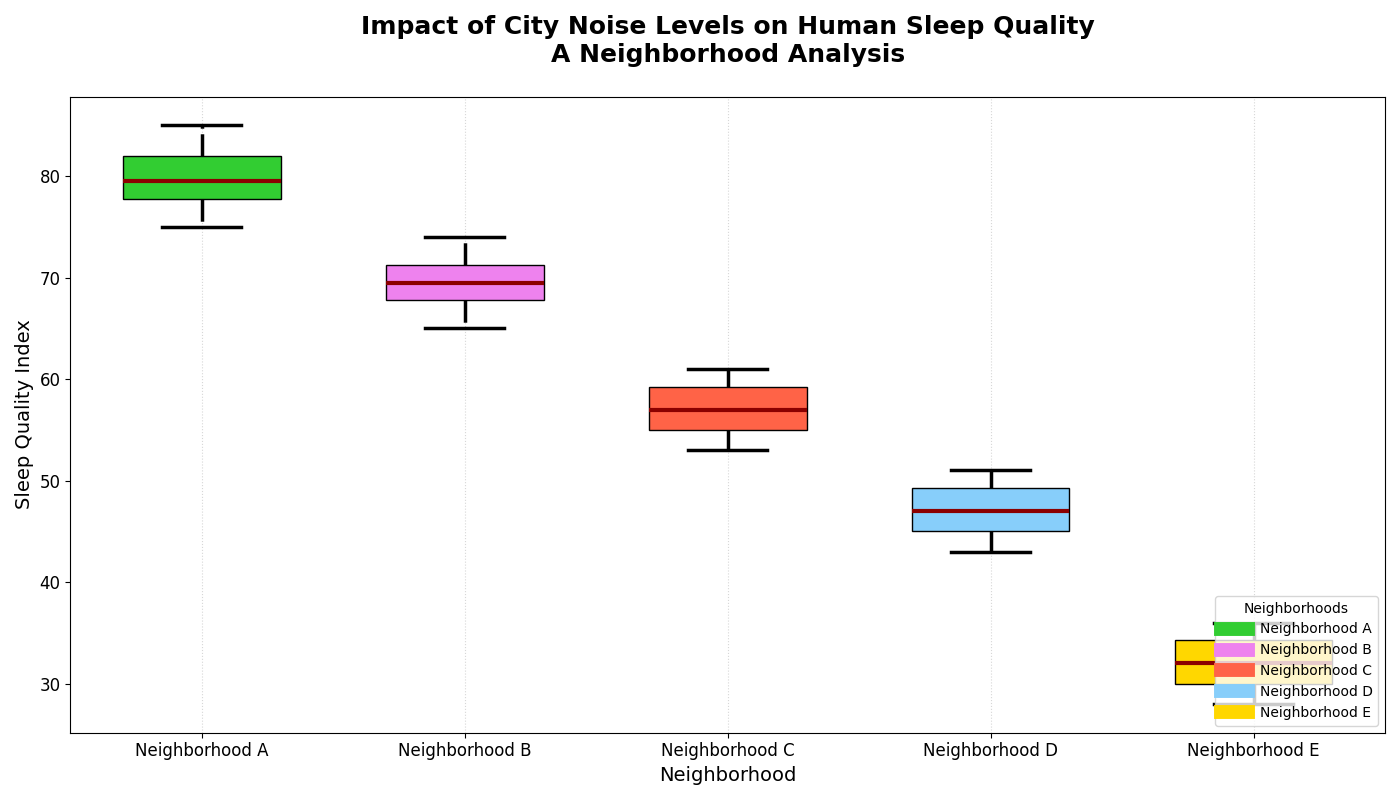 Impact of City Noise Levels on Human Sleep Quality
A Neighborhood Analysis
Sleep Quality Index
80
70
60
50
40
30
Neighborhoods
Neighborhood A
Neighborhood B
Neighborhood C
Neighborhood D
Neighborhood E
Neighborhood A
Neighborhood B
Neighborhood C
Neighborhood D
Neighborhood E
Neighborhood